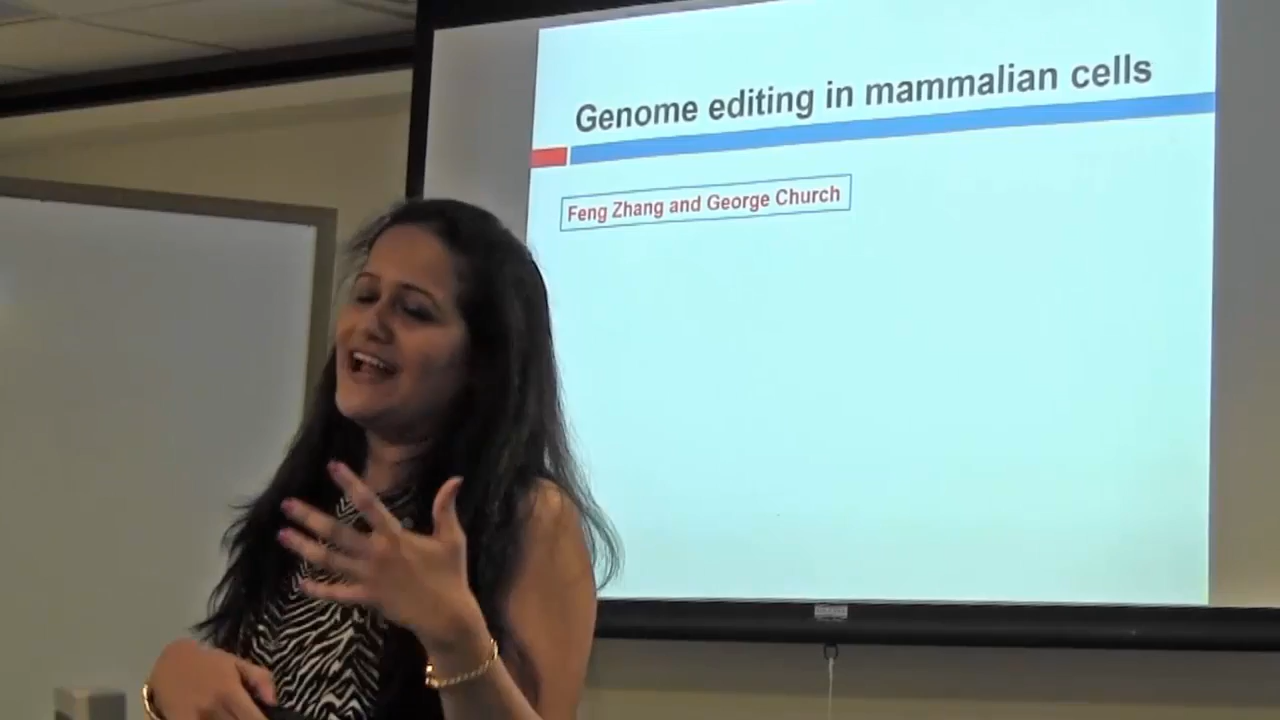 Genome editing in mammalian cells
Feng Zhang and George Church